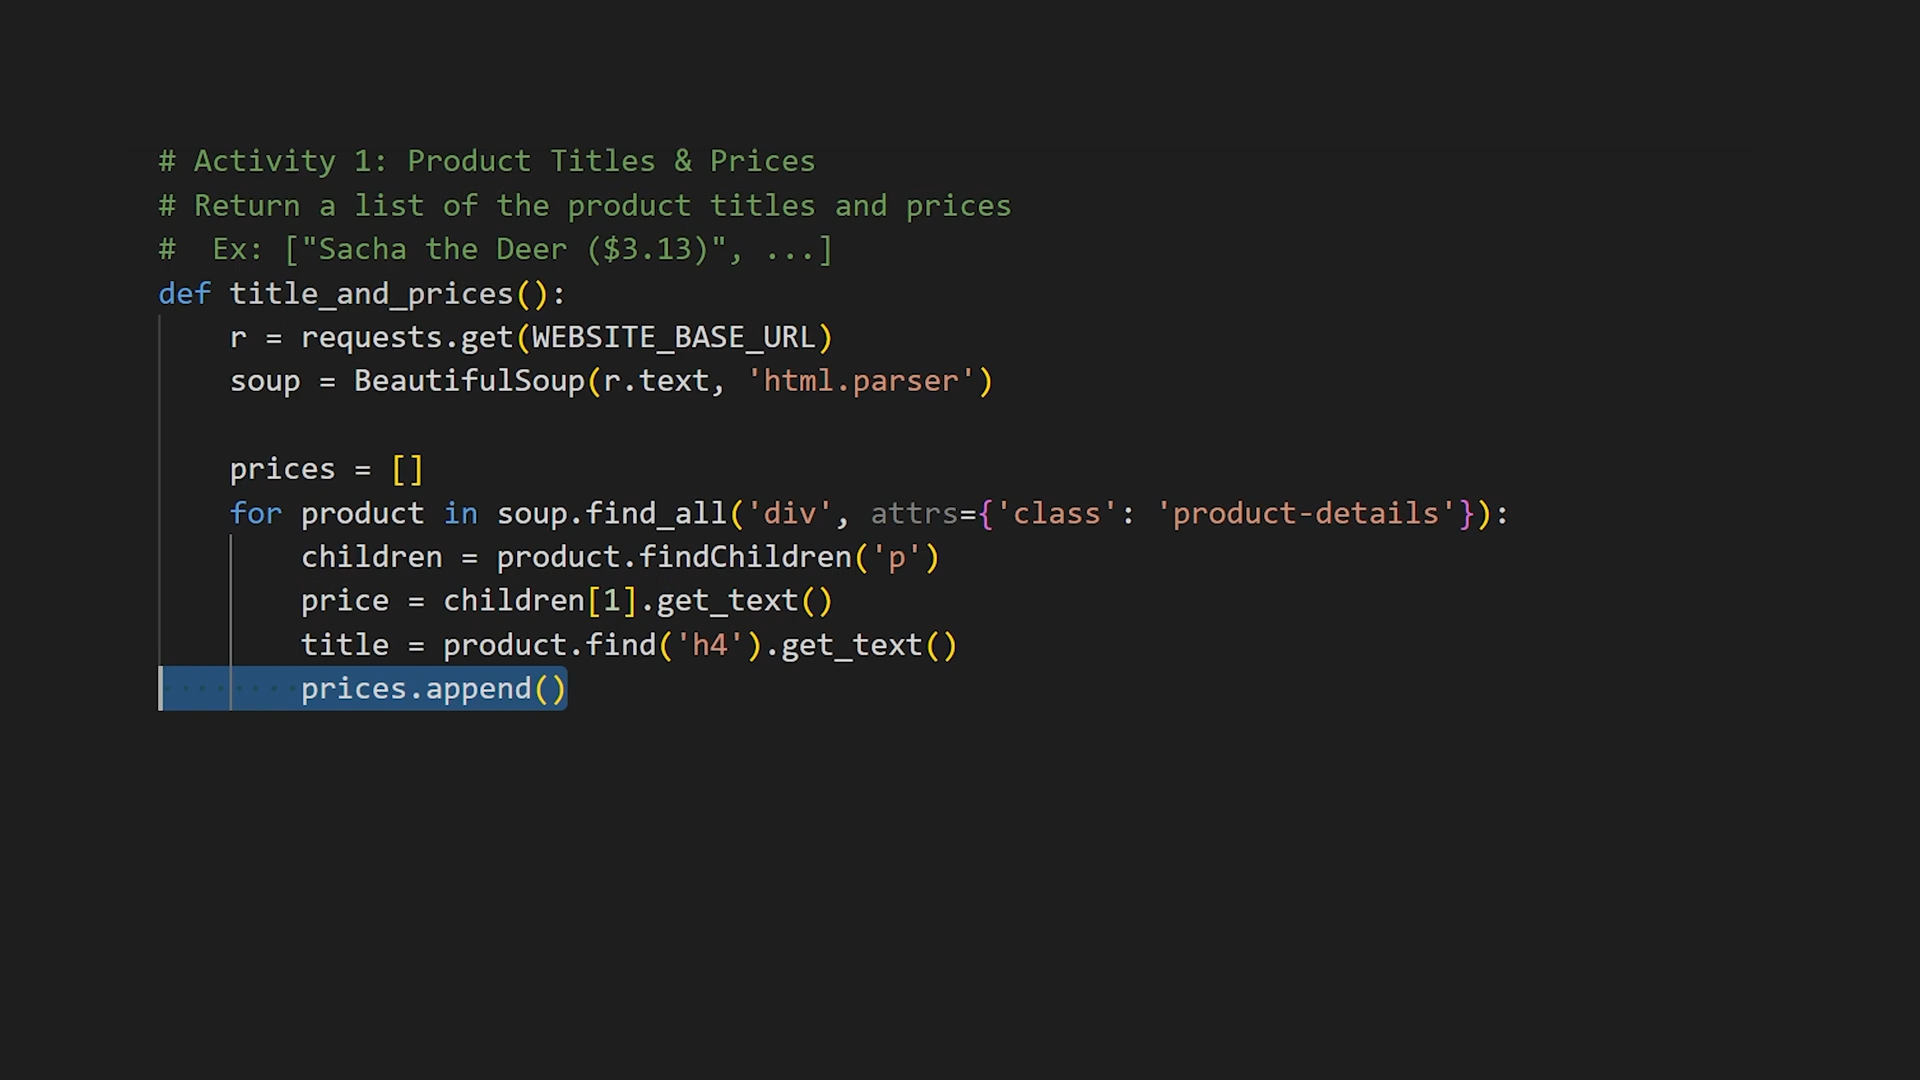 # Activity 1: Product Titles & Prices
# Return a list of the product titles and prices
#  Ex: ["Sacha the Deer ($3.13)", ...]
def title_and_prices():
    r = requests.get(WEBSITE_BASE_URL)
    soup = BeautifulSoup(r.text, 'html.parser')

    prices = []
    for product in soup.find_all('div', attrs={'class': 'product-details'}):
        children = product.findChildren('p')
        price = children[1].get_text()
        title = product.find('h4').get_text()
        prices.append()